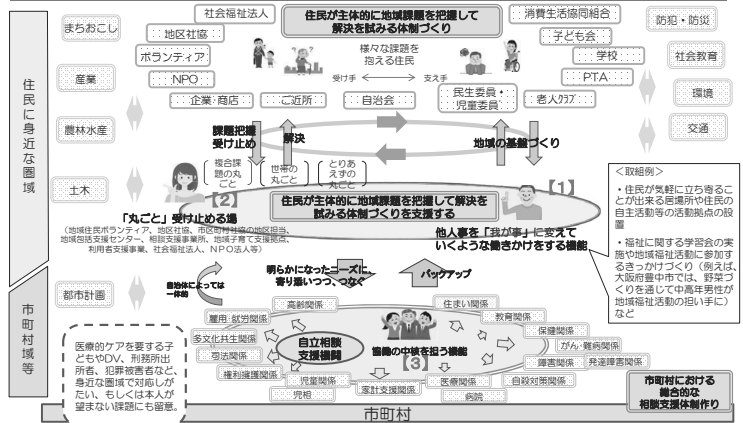 社会福祉法人
住民が主体的に地域課題を把握して
解決を試みる体制づくり
消費生活協同組合
防犯・防災
まちおこし
地区社協
子ども会
ボランティア
様々な課題を
抱える住民
学校
社会教育
産業
NPO
受け手
支え手
PTA
環境
企業・商店
ご近所
自治会
民生委員・
児童委員
老人クラブ
住民に身近な圏域
農林水産
交通
課題把握
受け止め
解決
地域の基盤づくり
複合課
題の丸
ごと
世帯の
丸ごと
とりあ
えずの
丸ごと
土木
【2】
【1】
住民が主体的に地域課題を把握して解決を
試みる体制づくりを支援する
「丸ごと」受け止める場
(地域住民ボランティア、地区社協、市区町村社協の地区担当、
地域包括支援センター、相談支援事業所、地域子育て支援拠点、
利用者支援事業、社会福祉法人、NPO法人等)
他人事を「我が事」に変えて
いくような働きかけをする機能
<取組例>
・住民が気軽に立ち寄るこ
とが出来る居場所や住民の
自主活動等の活動拠点の設
置
・福祉に関する学習会の実
施や地域福祉活動に参加す
るきっかけづくり(例えば、
大阪府豊中市では、野菜づ
くりを通じて中高年男性が
地域福祉活動の担い手に)
など
市町村域等
都市計画
自治体によっては
一体的
明らかになったニーズに、
寄り添いつつ、つなぐ
バックアップ
高齢関係
住まい関係
雇用・就労関係
教育関係
多文化共生関係
保健関係
司法関係
自立相談
支援機関
協働の中核を担う機能
【3】
がん・難病関係
障害関係
発達障害関係
権利擁護関係
児童関係
家計支援関係
医療関係
自殺対策関係
児相
病院
医療的ケアを要する子
どもやDV、刑務所出
所者、犯罪被害者など、
身近な圏域で対応しが
たい、もしくは本人が
望まない課題にも留意。
市町村における
総合的な
相談支援体制作り
市町村